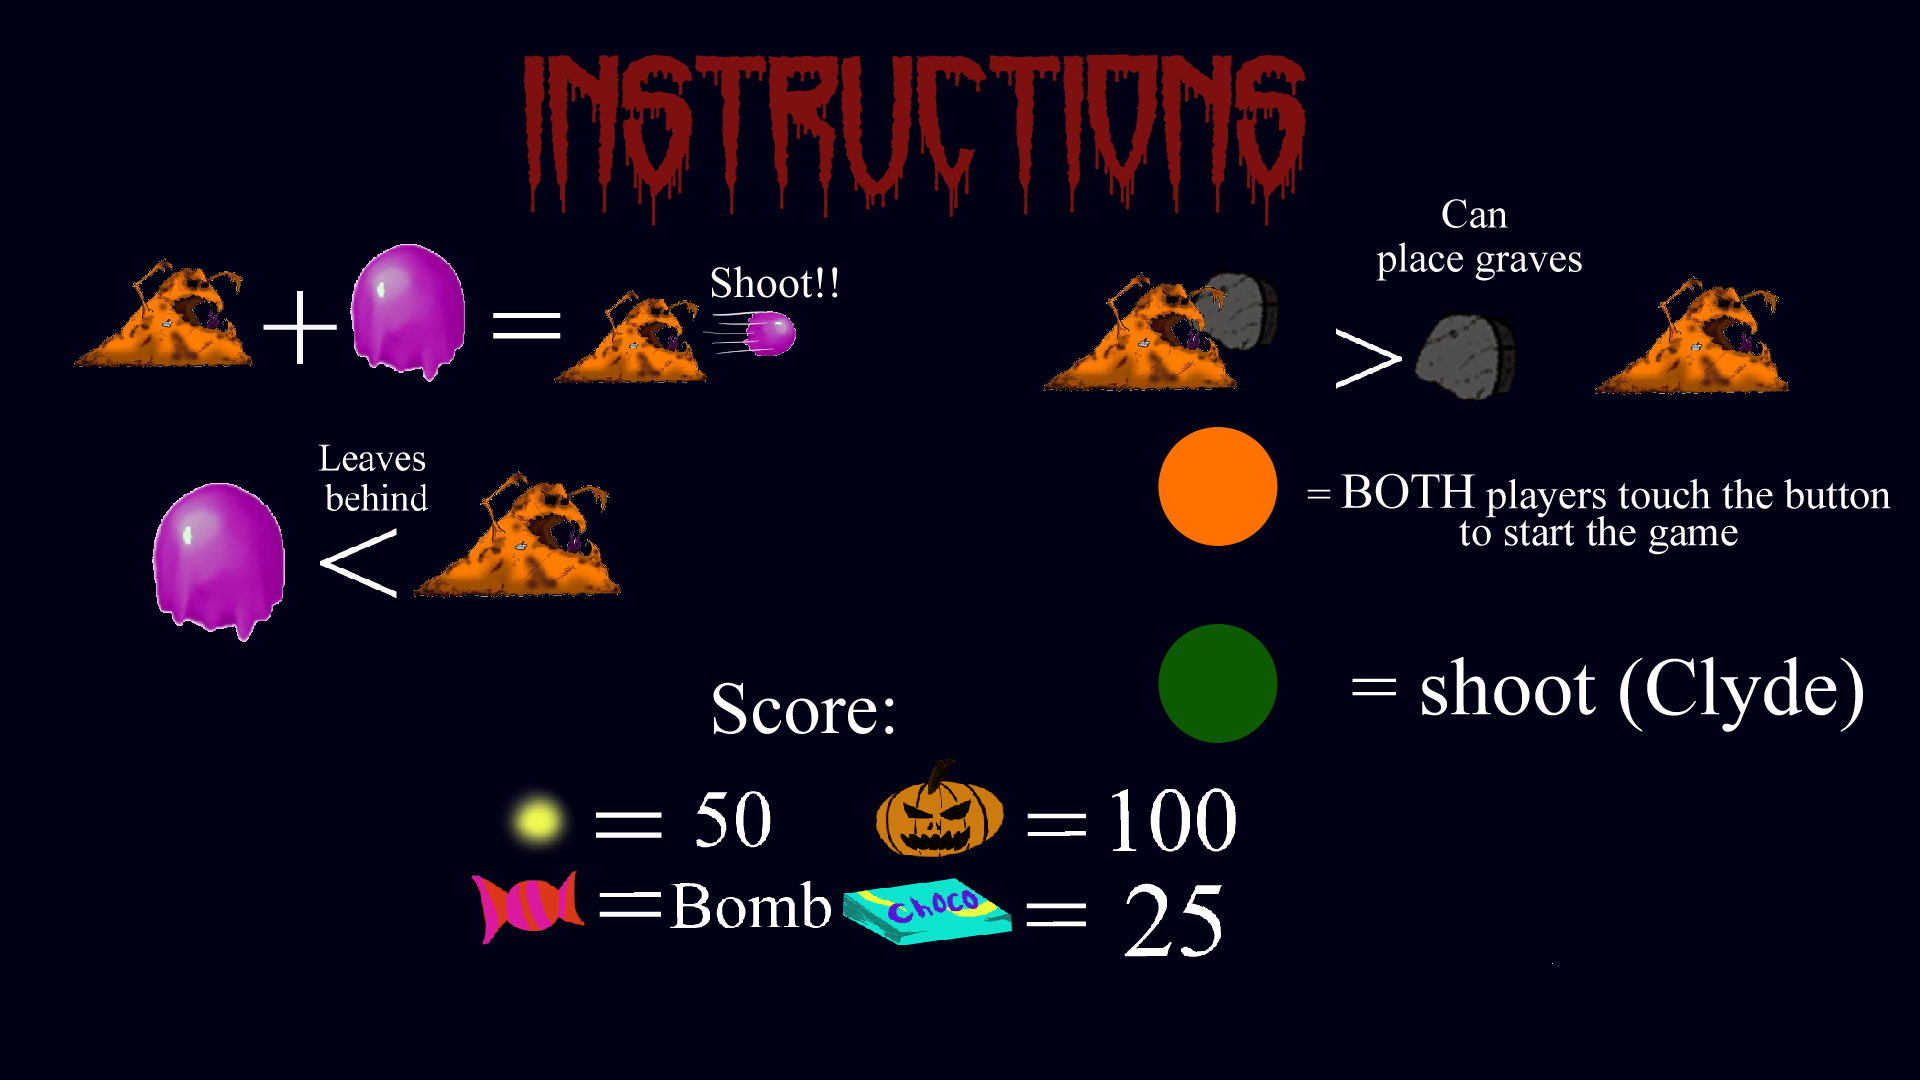 INSTRUCTIONS
Can
place graves
+ = Shoot!!
>
Leaves
behind
<
= BOTH players touch the button
to start the game
= shoot (Clyde)
Score:
= 50
= 100
= Bomb
choco = 25